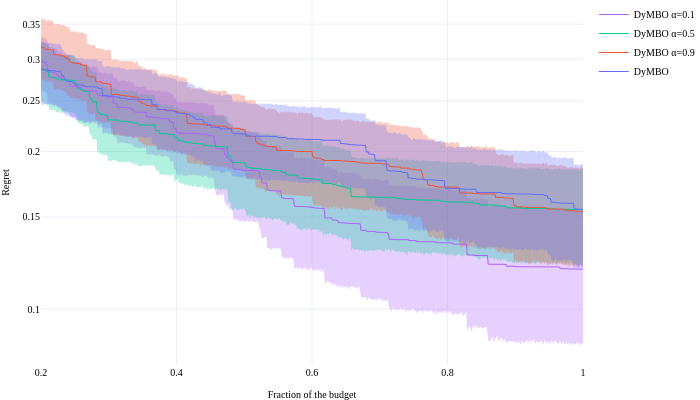 DyMBO α=0.1
DyMBO α=0.5
DyMBO α=0.9
DyMBO
Regret
0.35
0.3
0.25
0.2
0.15
0.1
0.2 0.4 0.6 0.8 1
Fraction of the budget